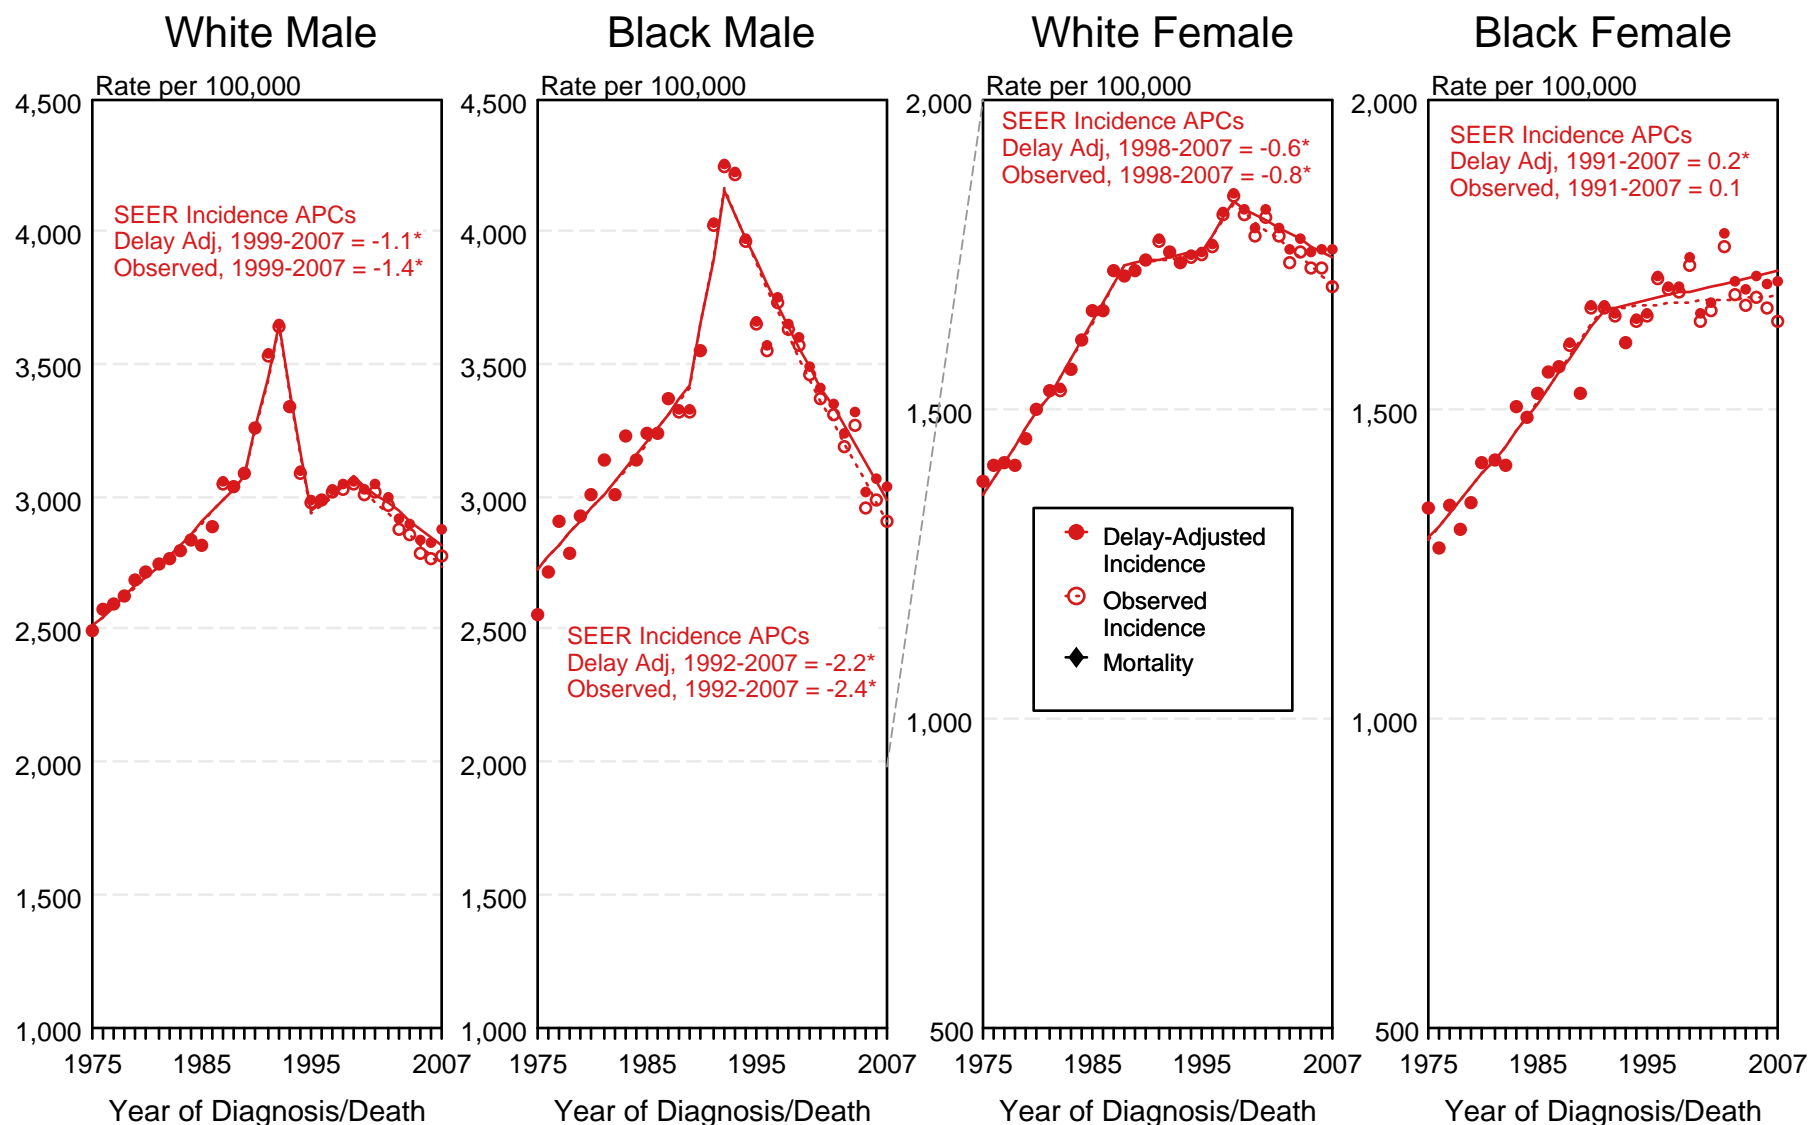 White Male
Rate per 100,000
4,500
4,000
3,500
3,000
2,500
2,000
1,500
1,000
SEER Incidence APCs
Delay Adj, 1999-2007 = -1.1*
Observed, 1999-2007 = -1.4*
1975
1985
1995
2007
Year of Diagnosis/Death
Black Male
Rate per 100,000
4,500
4,000
3,500
3,000
2,500
2,000
1,500
1,000
SEER Incidence APCs
Delay Adj, 1992-2007 = -2.2*
Observed, 1992-2007 = -2.4*
1975
1985
1995
2007
Year of Diagnosis/Death
White Female
Rate per 100,000
2,000
1,500
1,000
500
SEER Incidence APCs
Delay Adj, 1998-2007 = -0.6*
Observed, 1998-2007 = -0.8*
Delay-Adjusted
Incidence
Observed
Incidence
Mortality
1975
1985
1995
2007
Year of Diagnosis/Death
Black Female
Rate per 100,000
2,000
1,500
1,000
500
SEER Incidence APCs
Delay Adj, 1991-2007 = 0.2*
Observed, 1991-2007 = 0.1
1975
1985
1995
2007
Year of Diagnosis/Death